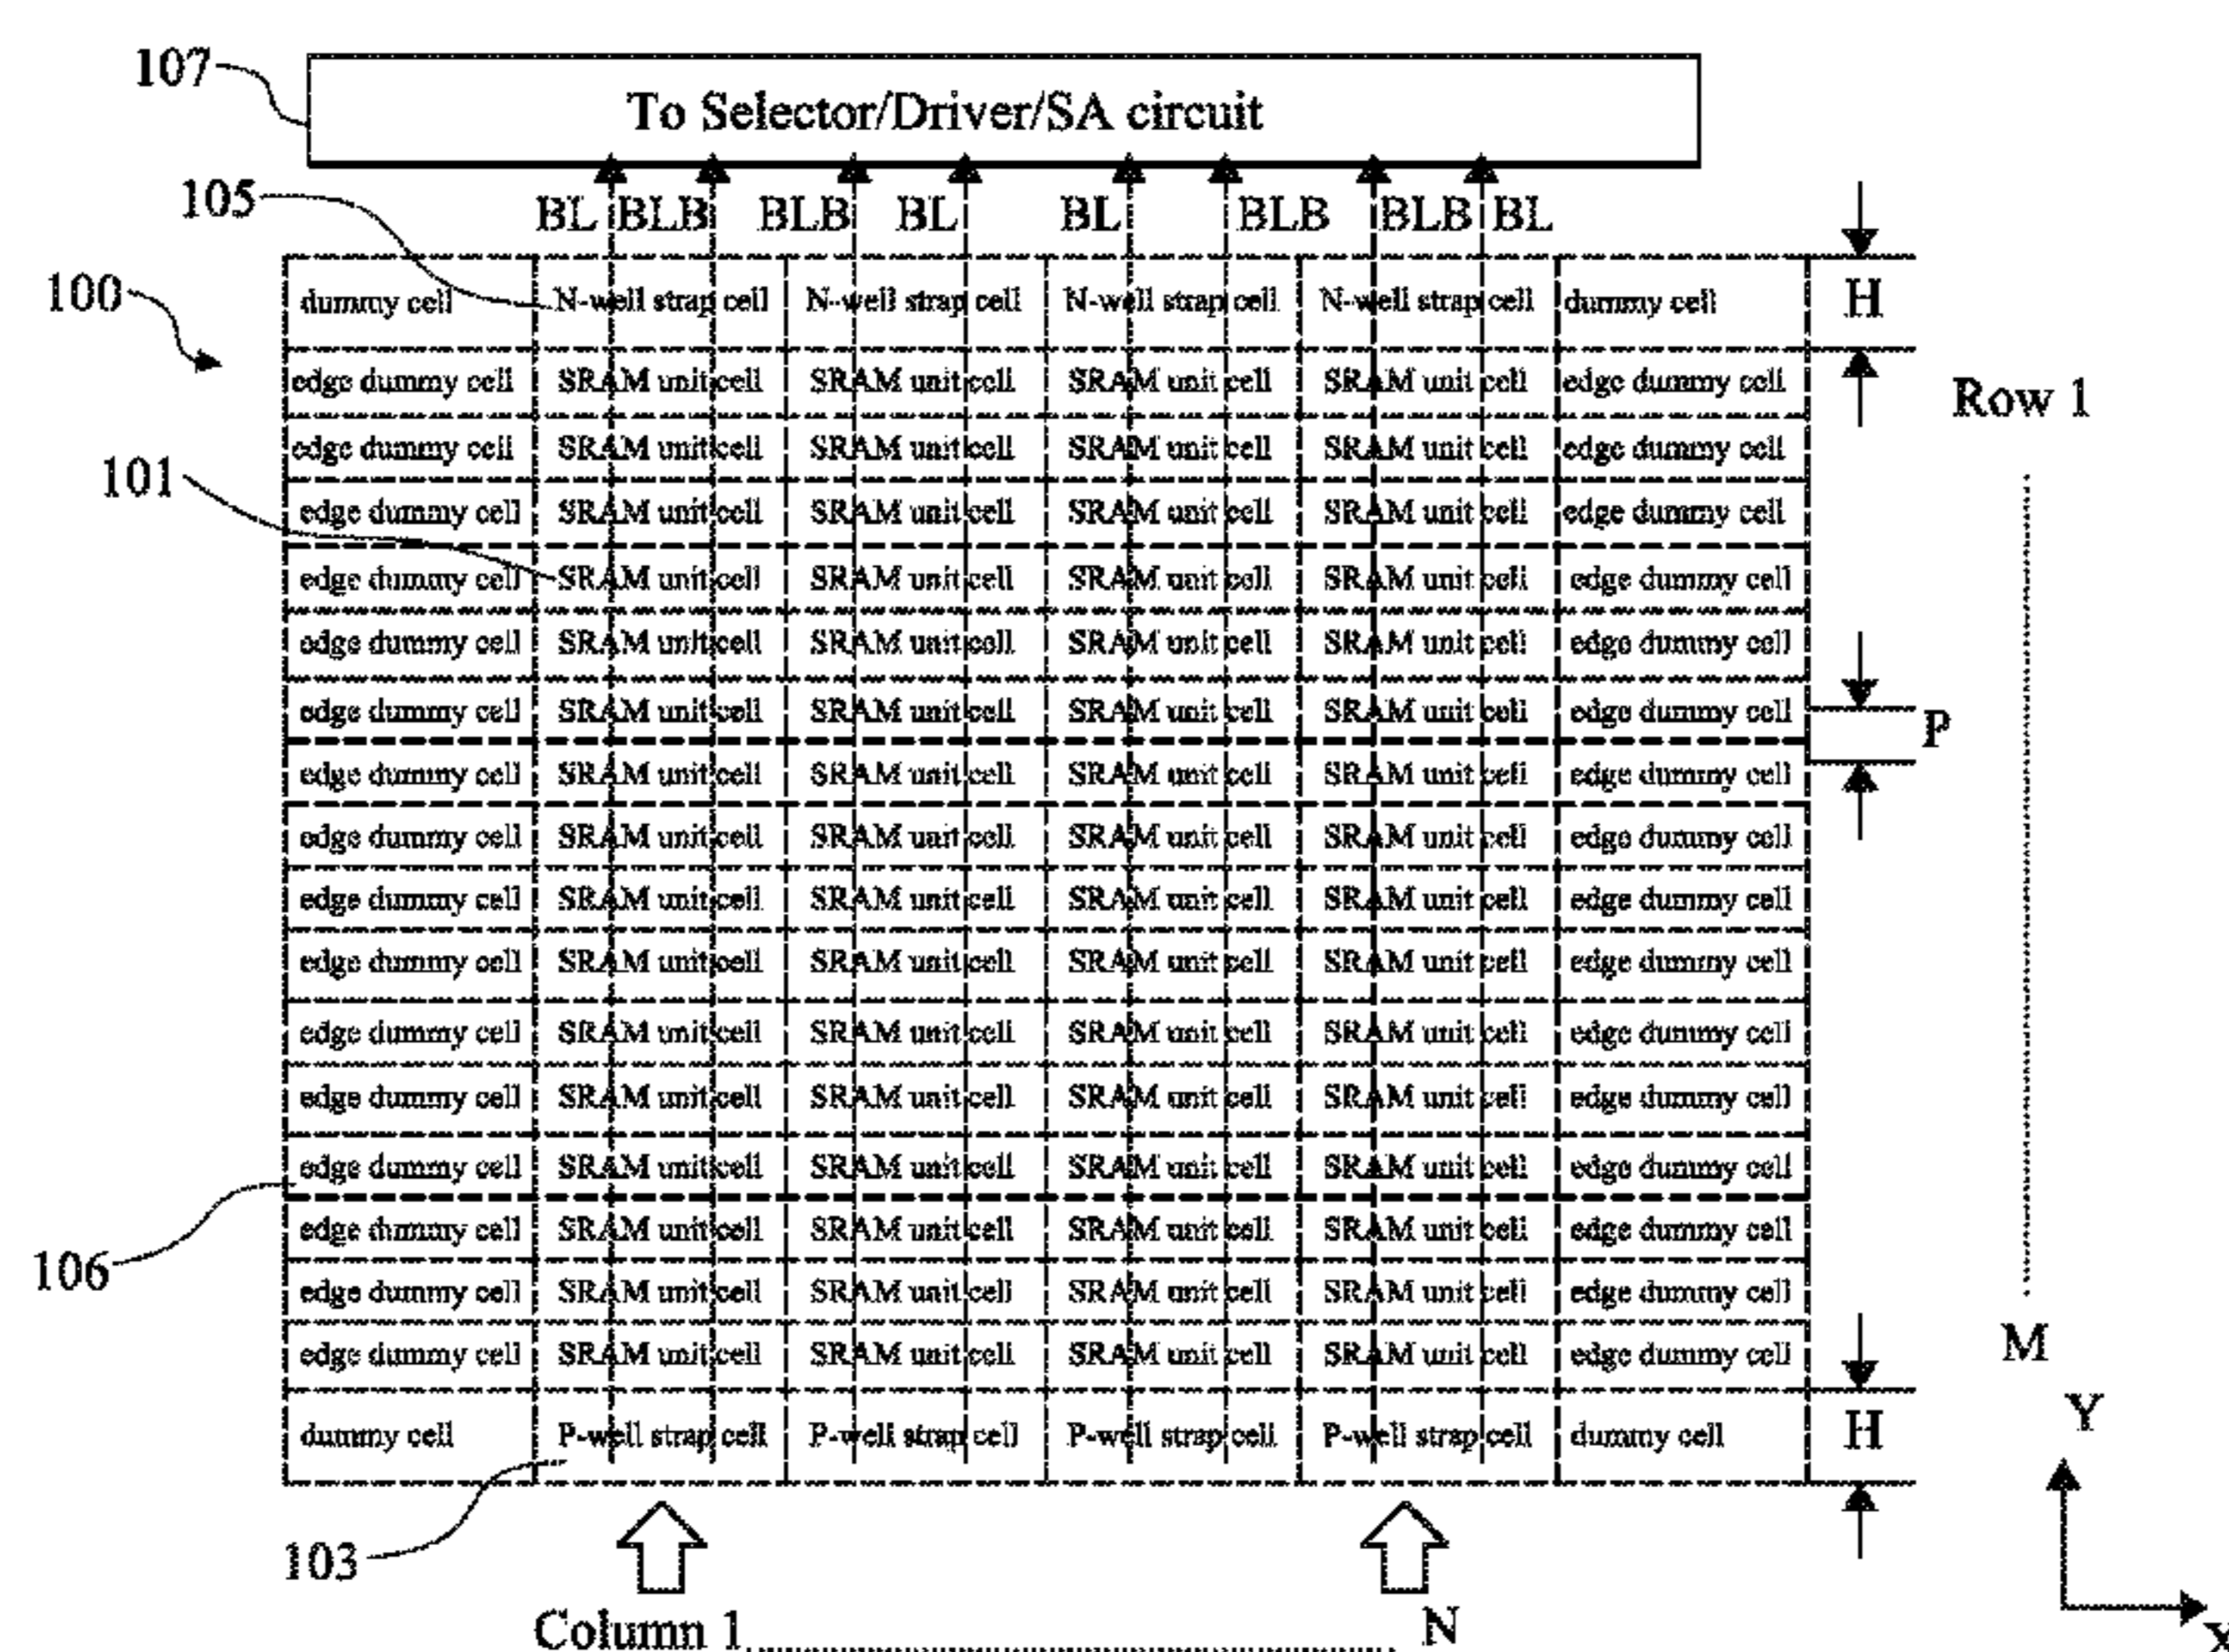 107
To Selector/Driver/SA circuit
105
BL BLB BLB BL BL BLB BLB BL
100
dummy cell N-well strap cell N-well strap cell N-well strap cell N-well strap cell dummy cell H
edge dummy cell SRAM unit cell SRAM unit cell SRAM unit cell SRAM unit cell edge dummy cell Row 1
edge dummy cell SRAM unit cell SRAM unit cell SRAM unit cell SRAM unit cell edge dummy cell
101
edge dummy cell SRAM unit cell SRAM unit cell SRAM unit cell SRAM unit cell edge dummy cell
edge dummy cell SRAM unit cell SRAM unit cell SRAM unit cell SRAM unit cell edge dummy cell
edge dummy cell SRAM unit cell SRAM unit cell SRAM unit cell SRAM unit cell edge dummy cell
edge dummy cell SRAM unit cell SRAM unit cell SRAM unit cell SRAM unit cell edge dummy cell P
edge dummy cell SRAM unit cell SRAM unit cell SRAM unit cell SRAM unit cell edge dummy cell
edge dummy cell SRAM unit cell SRAM unit cell SRAM unit cell SRAM unit cell edge dummy cell
edge dummy cell SRAM unit cell SRAM unit cell SRAM unit cell SRAM unit cell edge dummy cell
edge dummy cell SRAM unit cell SRAM unit cell SRAM unit cell SRAM unit cell edge dummy cell
edge dummy cell SRAM unit cell SRAM unit cell SRAM unit cell SRAM unit cell edge dummy cell
edge dummy cell SRAM unit cell SRAM unit cell SRAM unit cell SRAM unit cell edge dummy cell
edge dummy cell SRAM unit cell SRAM unit cell SRAM unit cell SRAM unit cell edge dummy cell
edge dummy cell SRAM unit cell SRAM unit cell SRAM unit cell SRAM unit cell edge dummy cell
106
edge dummy cell SRAM unit cell SRAM unit cell SRAM unit cell SRAM unit cell edge dummy cell
edge dummy cell SRAM unit cell SRAM unit cell SRAM unit cell SRAM unit cell edge dummy cell M
dummy cell P-well strap cell P-well strap cell P-well strap cell P-well strap cell dummy cell H Y
103
Column 1 N X